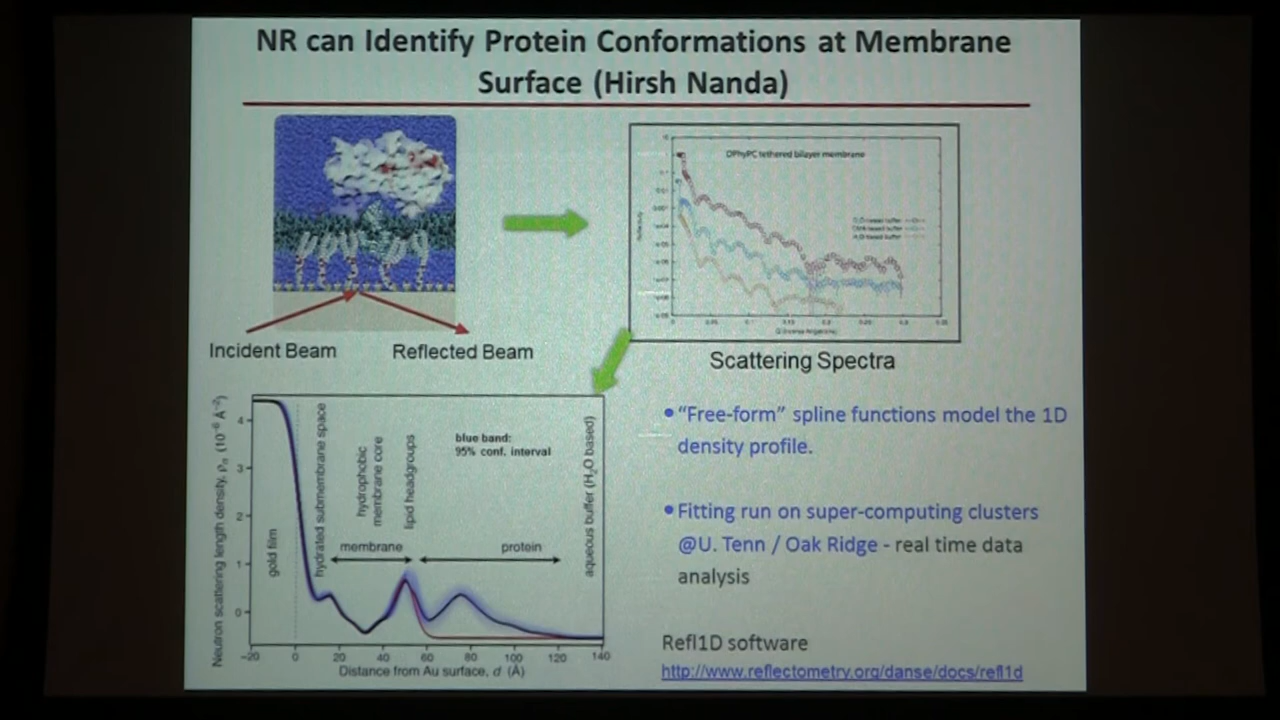 NR can Identify Protein Conformations at Membrane
Surface (Hirsh Nanda)
Incident Beam
Reflected Beam
DPhyPC tethered bilayer membrane
Scattering Spectra
Neutron scattering length density, ρₙ (10⁻⁶ Å⁻²)
4
3
2
1
0
gold film
hydrated submembrane space
hydrophobic
membrane core
lipid headgroups
blue band:
95% conf. interval
aqueous buffer (H₂O based)
membrane
protein
-20 0 20 40 60 80 100 120 140
Distance from Au surface, d (Å)
• "Free-form" spline functions model the 1D
density profile.
• Fitting run on super-computing clusters
@U. Tenn / Oak Ridge - real time data
analysis
Refl1D software
http://www.reflectometry.org/danse/docs/refl1d